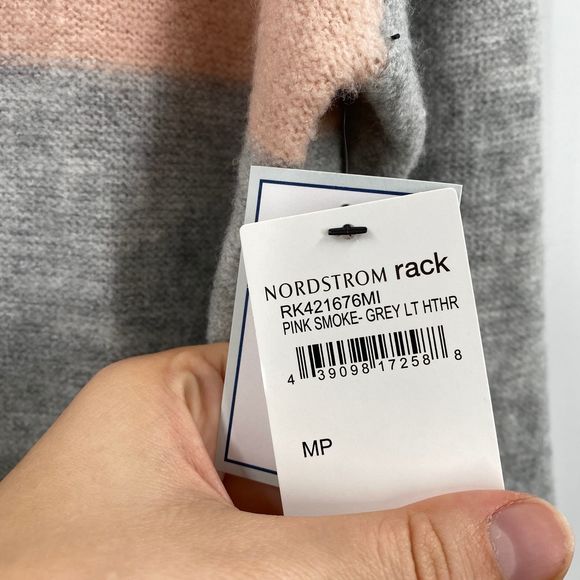 NORDSTROM rack
RK421676MI
PINK SMOKE- GREY LT HTHR
4 39098 17258 8
MP